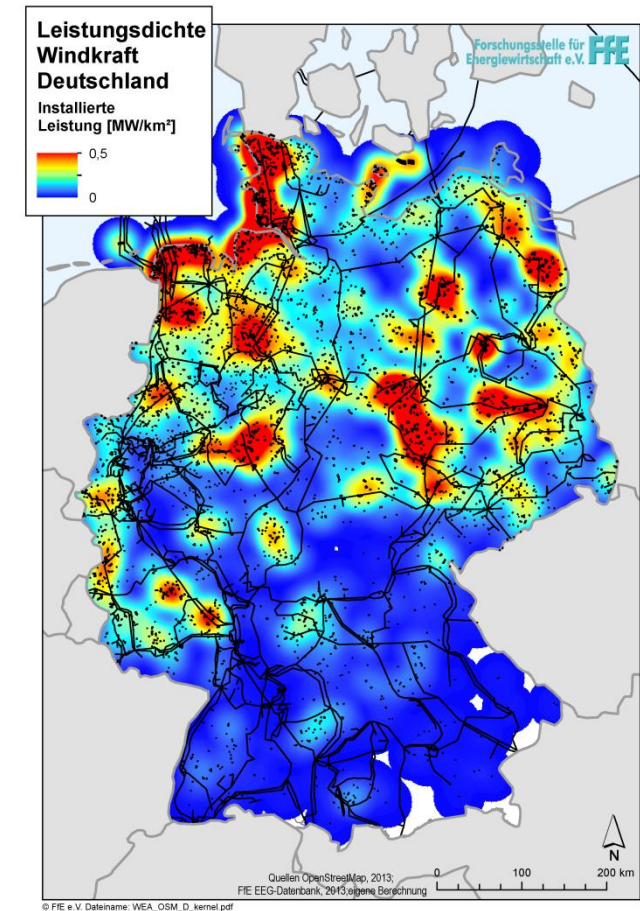 Leistungsdichte
Windkraft
Deutschland
Installierte
Leistung [MW/km²]
0,5
0
Forschungsstelle für
Energiewirtschaft e.V.
FfE
N
Quellen OpenStreetMap, 2013;
FfE EEG-Datenbank, 2013;eigene Berechnung
0
100
200 km
© FfE e.V. Dateiname: WEA_OSM_D_kernel.pdf